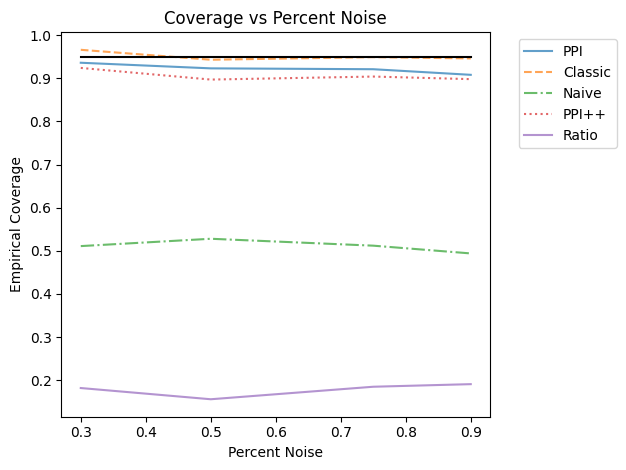 Coverage vs Percent Noise
Empirical Coverage
1.0
0.9
0.8
0.7
0.6
0.5
0.4
0.3
0.2
0.3 0.4 0.5 0.6 0.7 0.8 0.9
Percent Noise
PPI
Classic
Naive
PPI++
Ratio